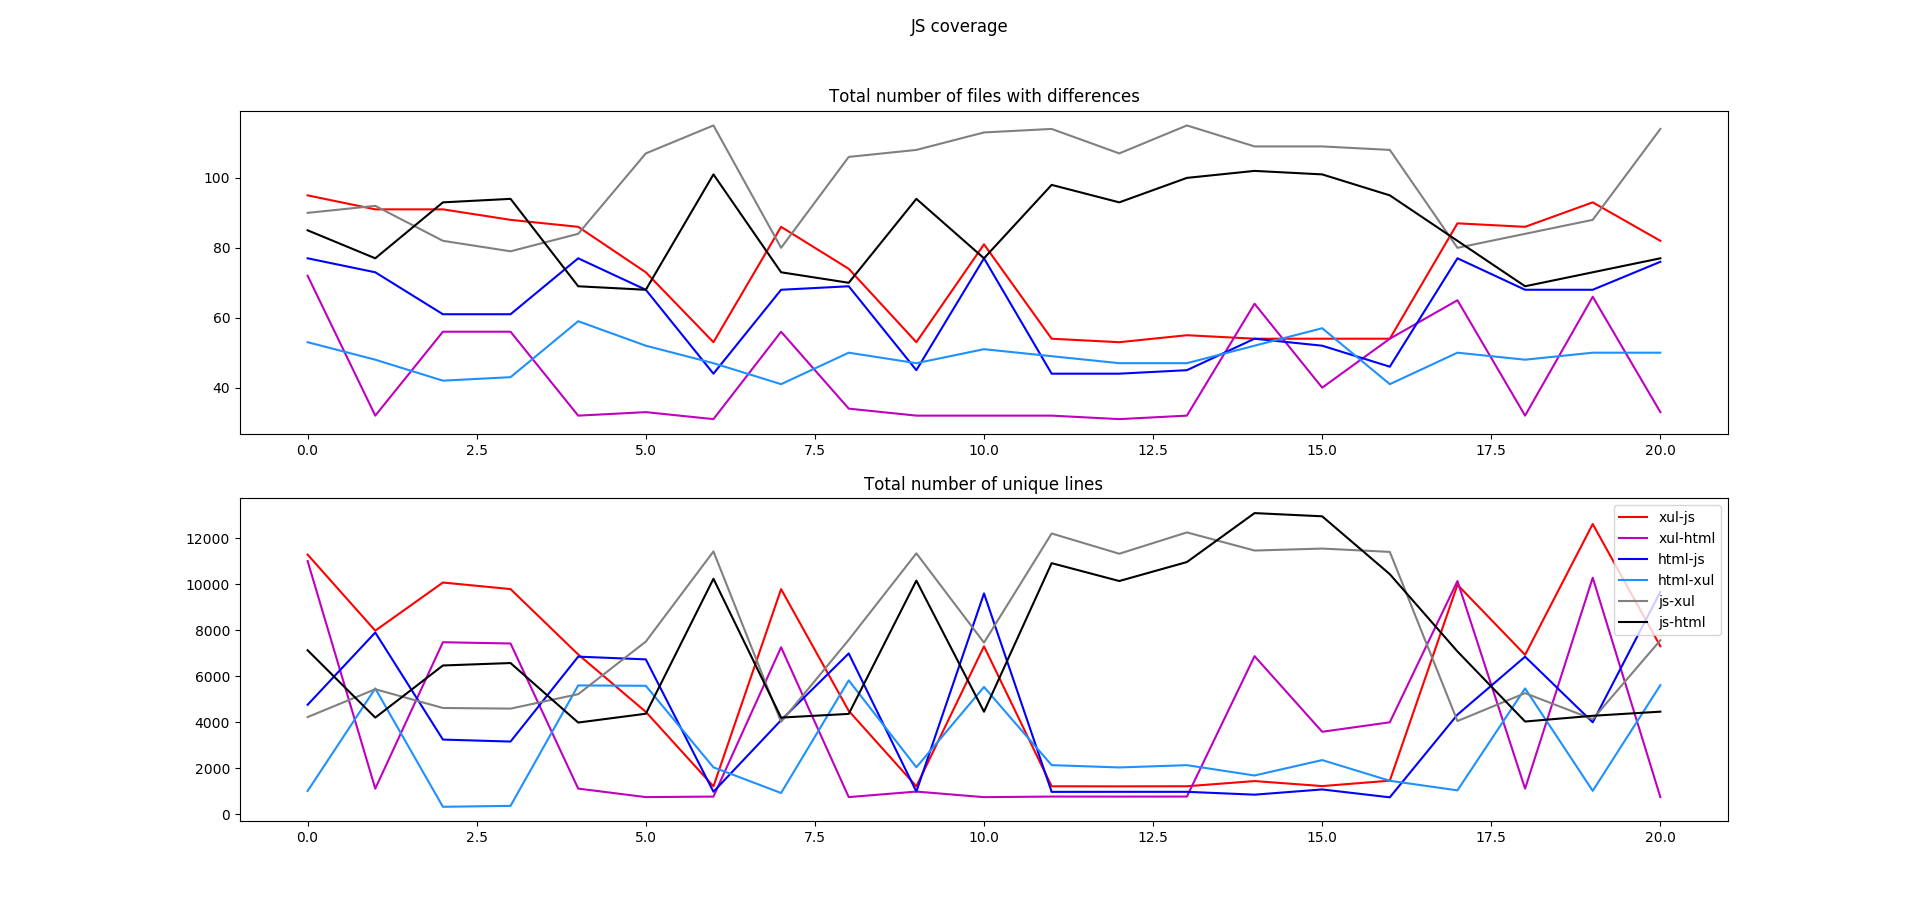 JS coverage
Total number of files with differences
100
80
60
40
0.0 2.5 5.0 7.5 10.0 12.5 15.0 17.5 20.0
Total number of unique lines
12000
10000
8000
6000
4000
2000
0
xul-js
xul-html
html-js
html-xul
js-xul
js-html
0.0 2.5 5.0 7.5 10.0 12.5 15.0 17.5 20.0